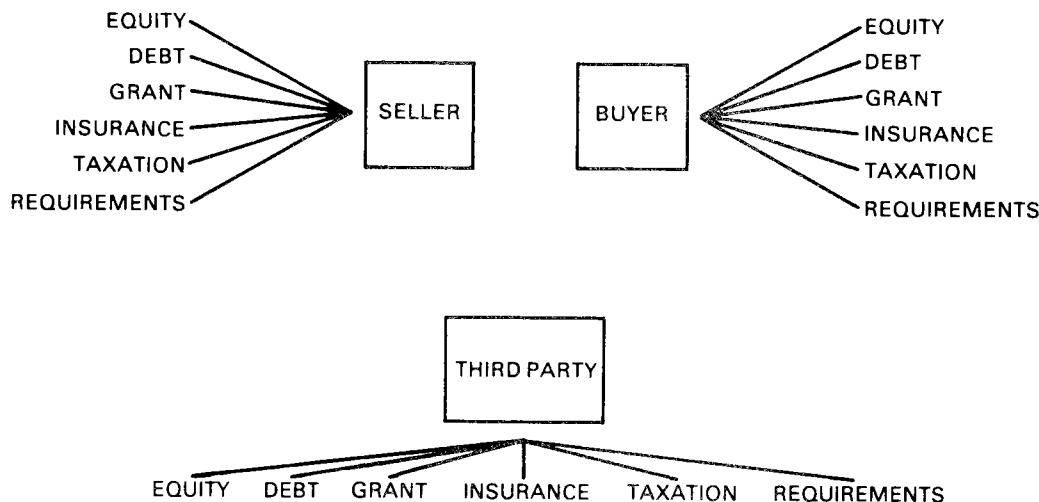 EQUITY
DEBT
GRANT
INSURANCE
TAXATION
REQUIREMENTS
SELLER
BUYER
EQUITY
DEBT
GRANT
INSURANCE
TAXATION
REQUIREMENTS
THIRD PARTY
EQUITY DEBT GRANT INSURANCE TAXATION REQUIREMENTS